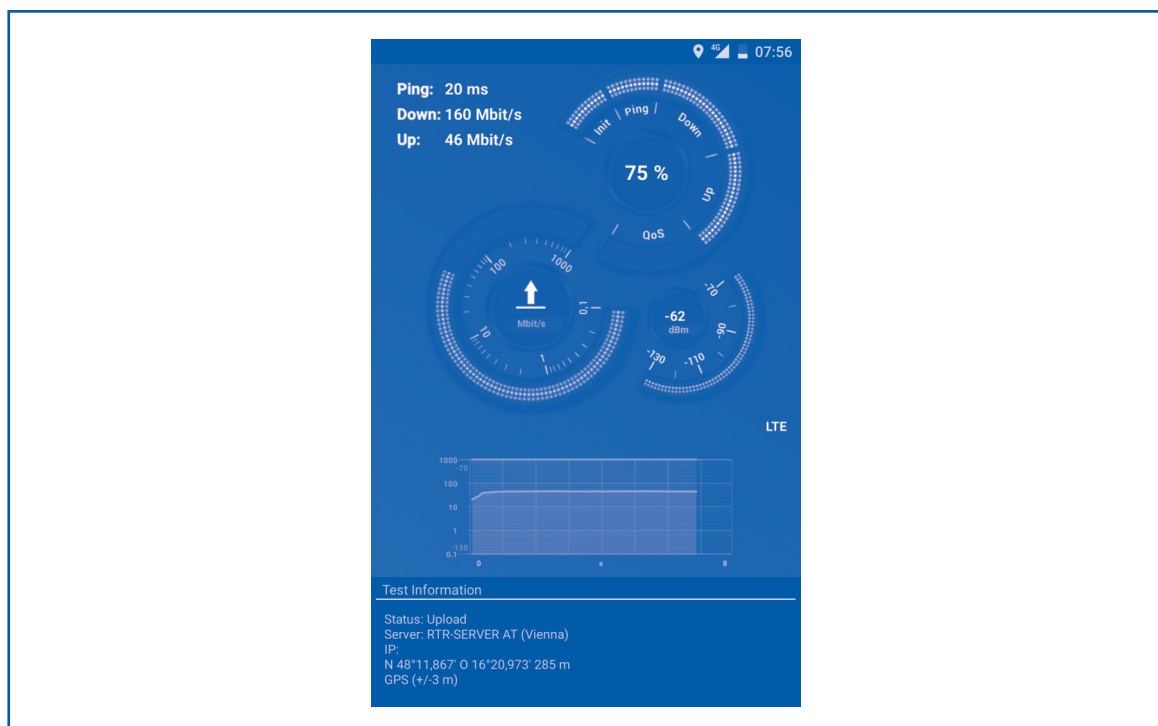 4G 07:56
Ping: 20 ms
Down: 160 Mbit/s
Up: 46 Mbit/s
Init | Ping | Down
Up
QoS
75 %
0,1
1
10
100
1000
Mbit/s
-70
-90
-110
-130
-62
dBm
LTE
1000
-70
100
10
1
-130
0.1
0 s 8
Test Information
Status: Upload
Server: RTR-SERVER AT (Vienna)
IP:
N 48°11,867' O 16°20,973' 285 m
GPS (+/-3 m)